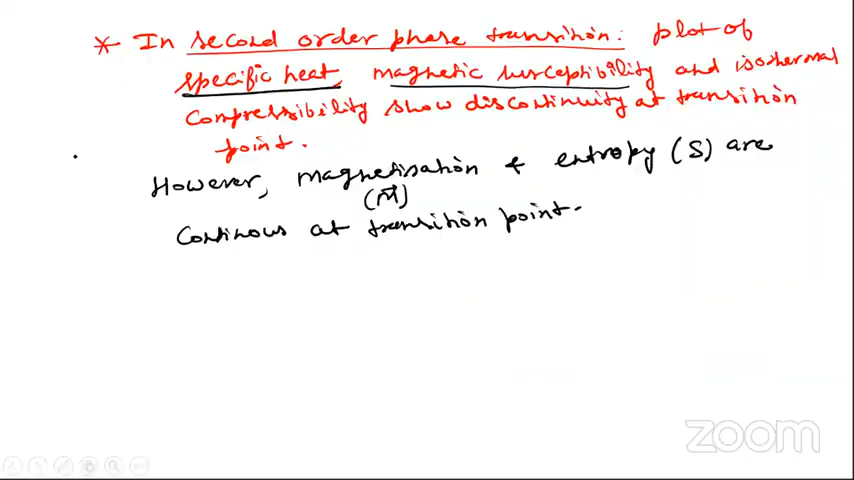 * In second order phase transition: plot of
specific heat, magnetic susceptibility and isothermal
compressibility show discontinuity at transition
point.
However, magnetisation & entropy (S) are
(M)
continous at transition point.
zoom